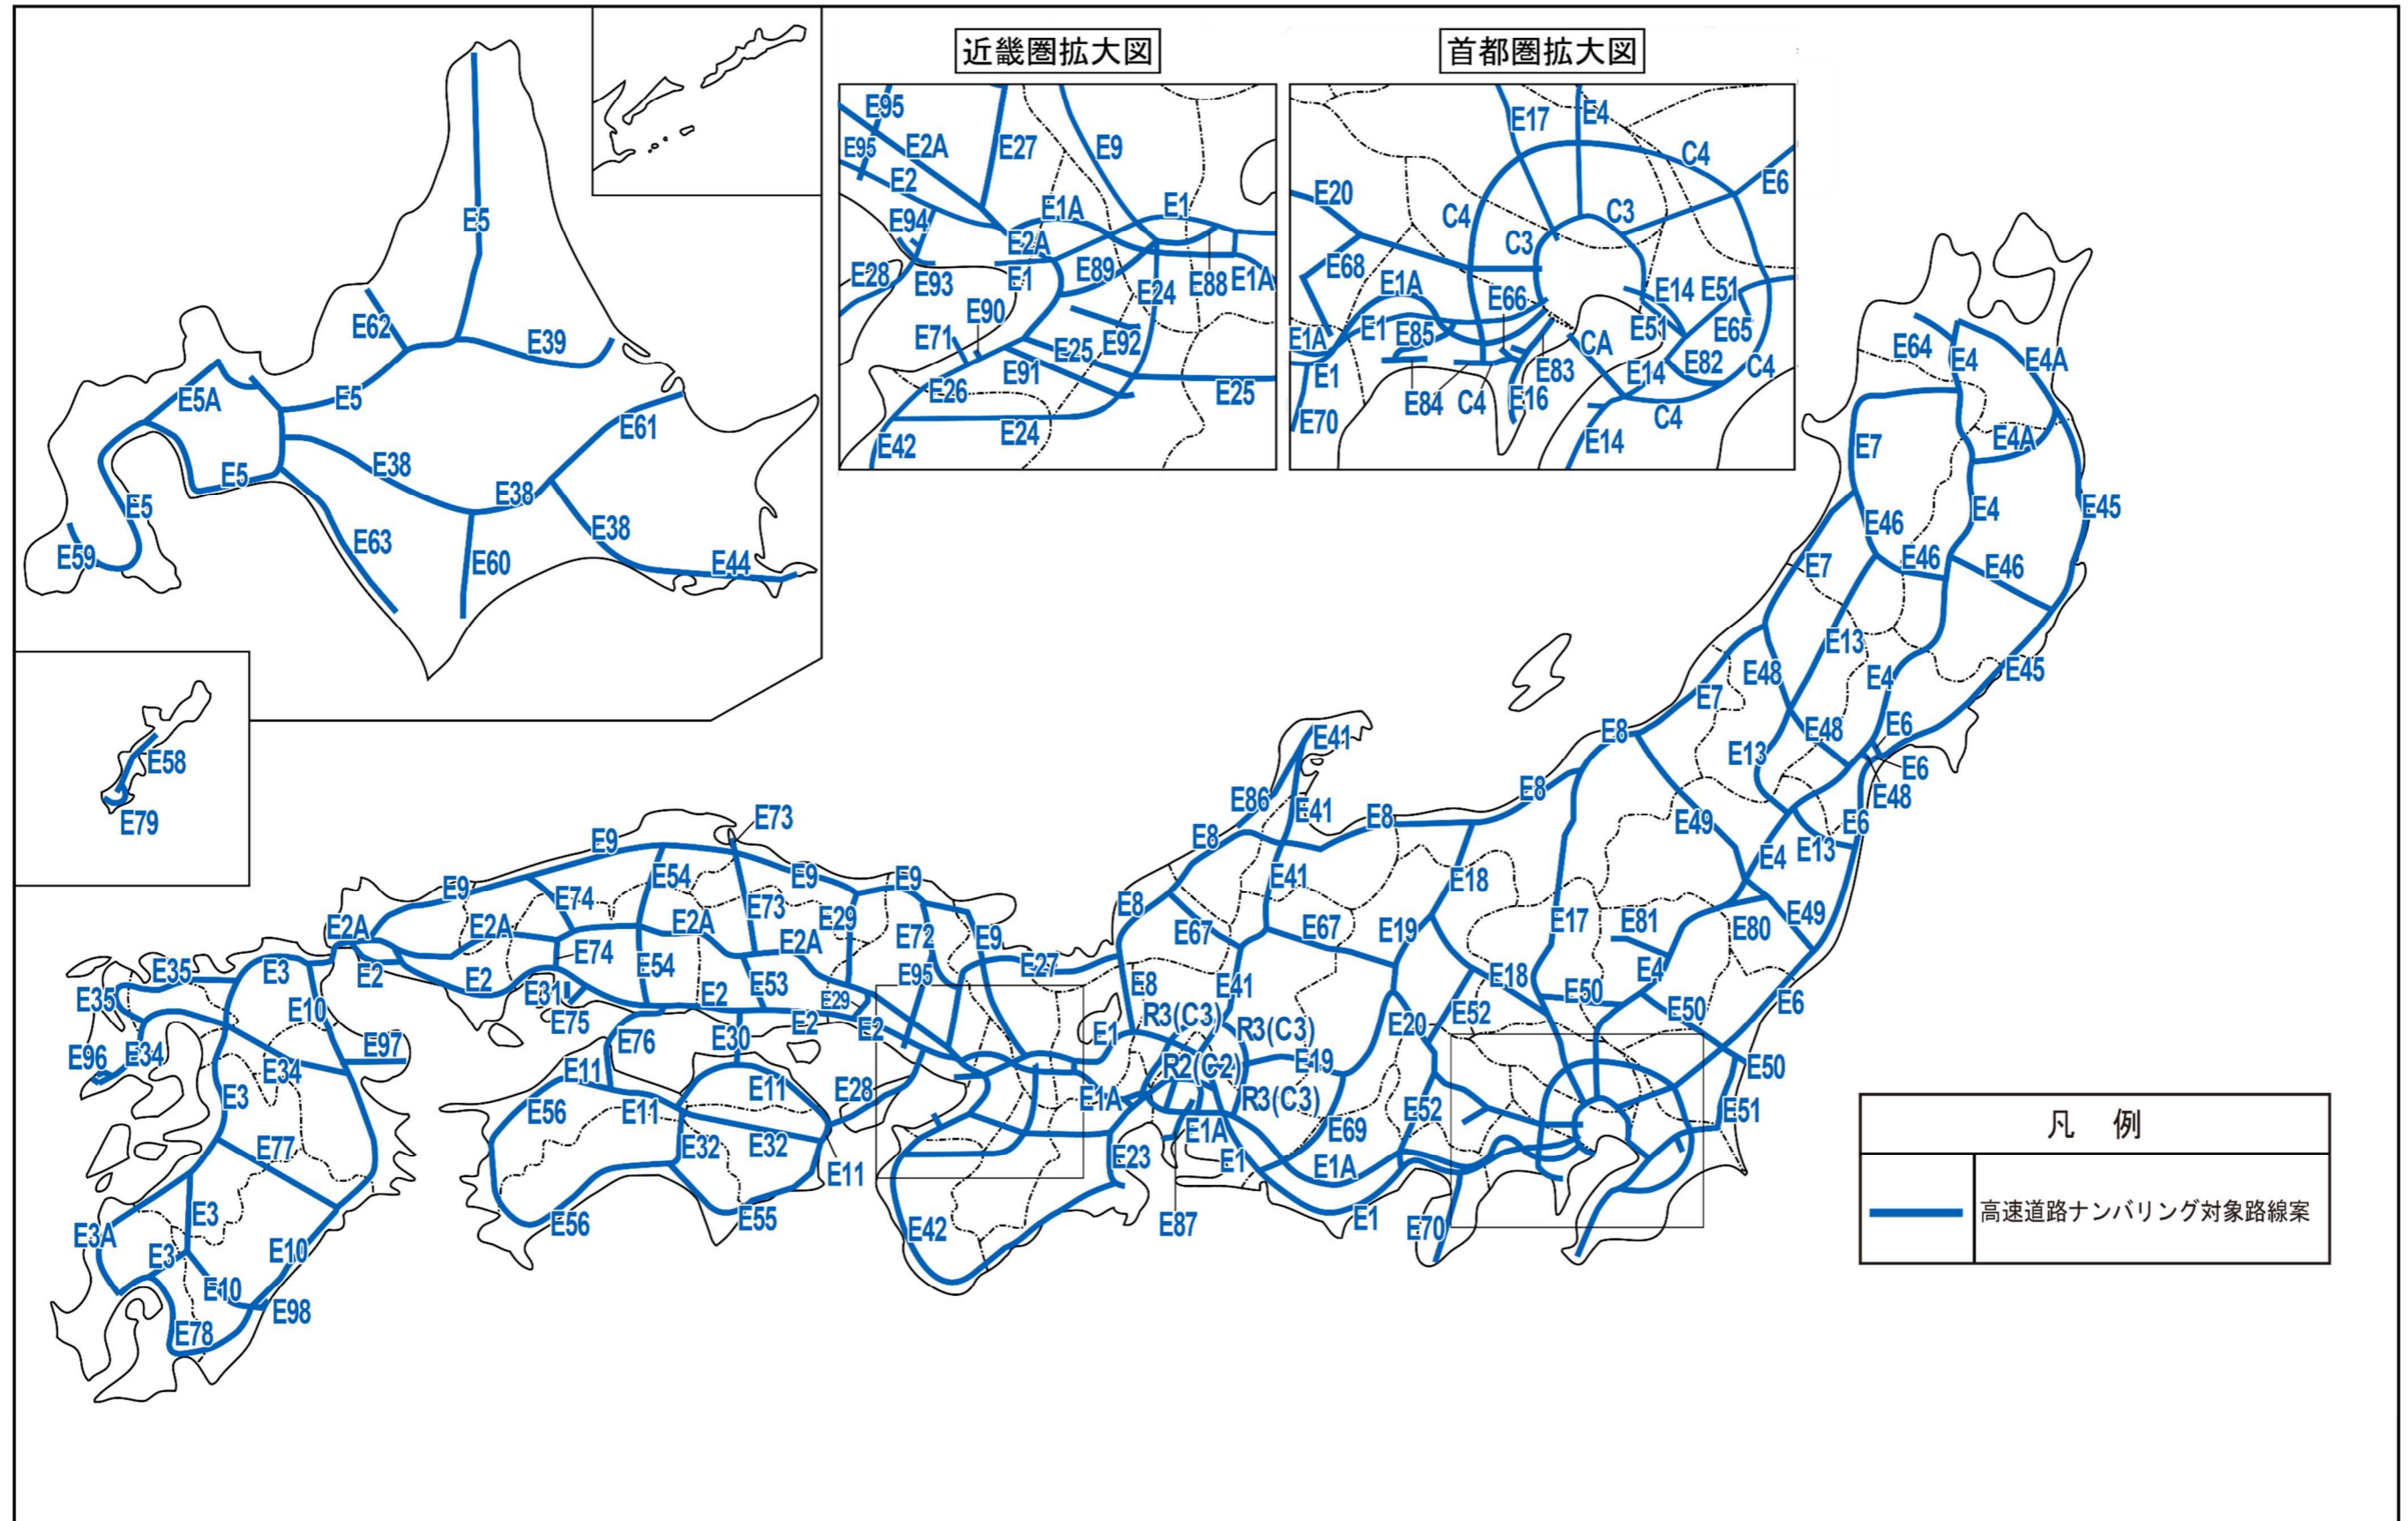 近畿圏拡大図
首都圏拡大図
E5
E62
E39
E5A
E5
E61
E38
E38
E5
E5
E38
E63
E59
E60
E44
E58
E79
E95
E95
E2A
E27
E9
E2
E94
E1A
E1
E2A
E28
E93
E1
E89
E24
E88
E1A
E90
E71
E25
E92
E91
E26
E25
E24
E42
E17
E4
C4
E6
E20
C4
C3
C3
E68
E1A
E66
E14
E51
E1A
E1
E85
E51
E65
CA
E83
E14
E82
C4
E1
E84
C4
E16
E70
C4
E14
E64
E4
E4A
E7
E4A
E46
E4
E45
E7
E46
E46
E13
E48
E4
E45
E7
E8
E13
E48
E6
E6
E48
E41
E86
E41
E8
E8
E8
E49
E4
E13
E6
E73
E9
E9
E54
E74
E73
E9
E9
E29
E8
E41
E18
E2A
E2A
E2A
E2A
E72
E9
E67
E67
E19
E17
E81
E80
E49
E74
E54
E2
E2
E53
E95
E27
E8
E41
E18
E4
E50
E50
E6
E35
E3
E35
E10
E31
E75
E2
E29
E2
E2
E30
E76
E1
R3(C3)
R3(C3)
R2(C2)
R3(C3)
E20
E52
E19
E50
E96
E34
E34
E97
E3
E77
E11
E56
E11
E11
E28
E1A
E32
E32
E11
E23
E1A
E1
E69
E1A
E52
E51
E3A
E3
E3
E10
E10
E98
E78
E56
E55
E42
E87
E1
E70
凡 例
高速道路ナンバリング対象路線案